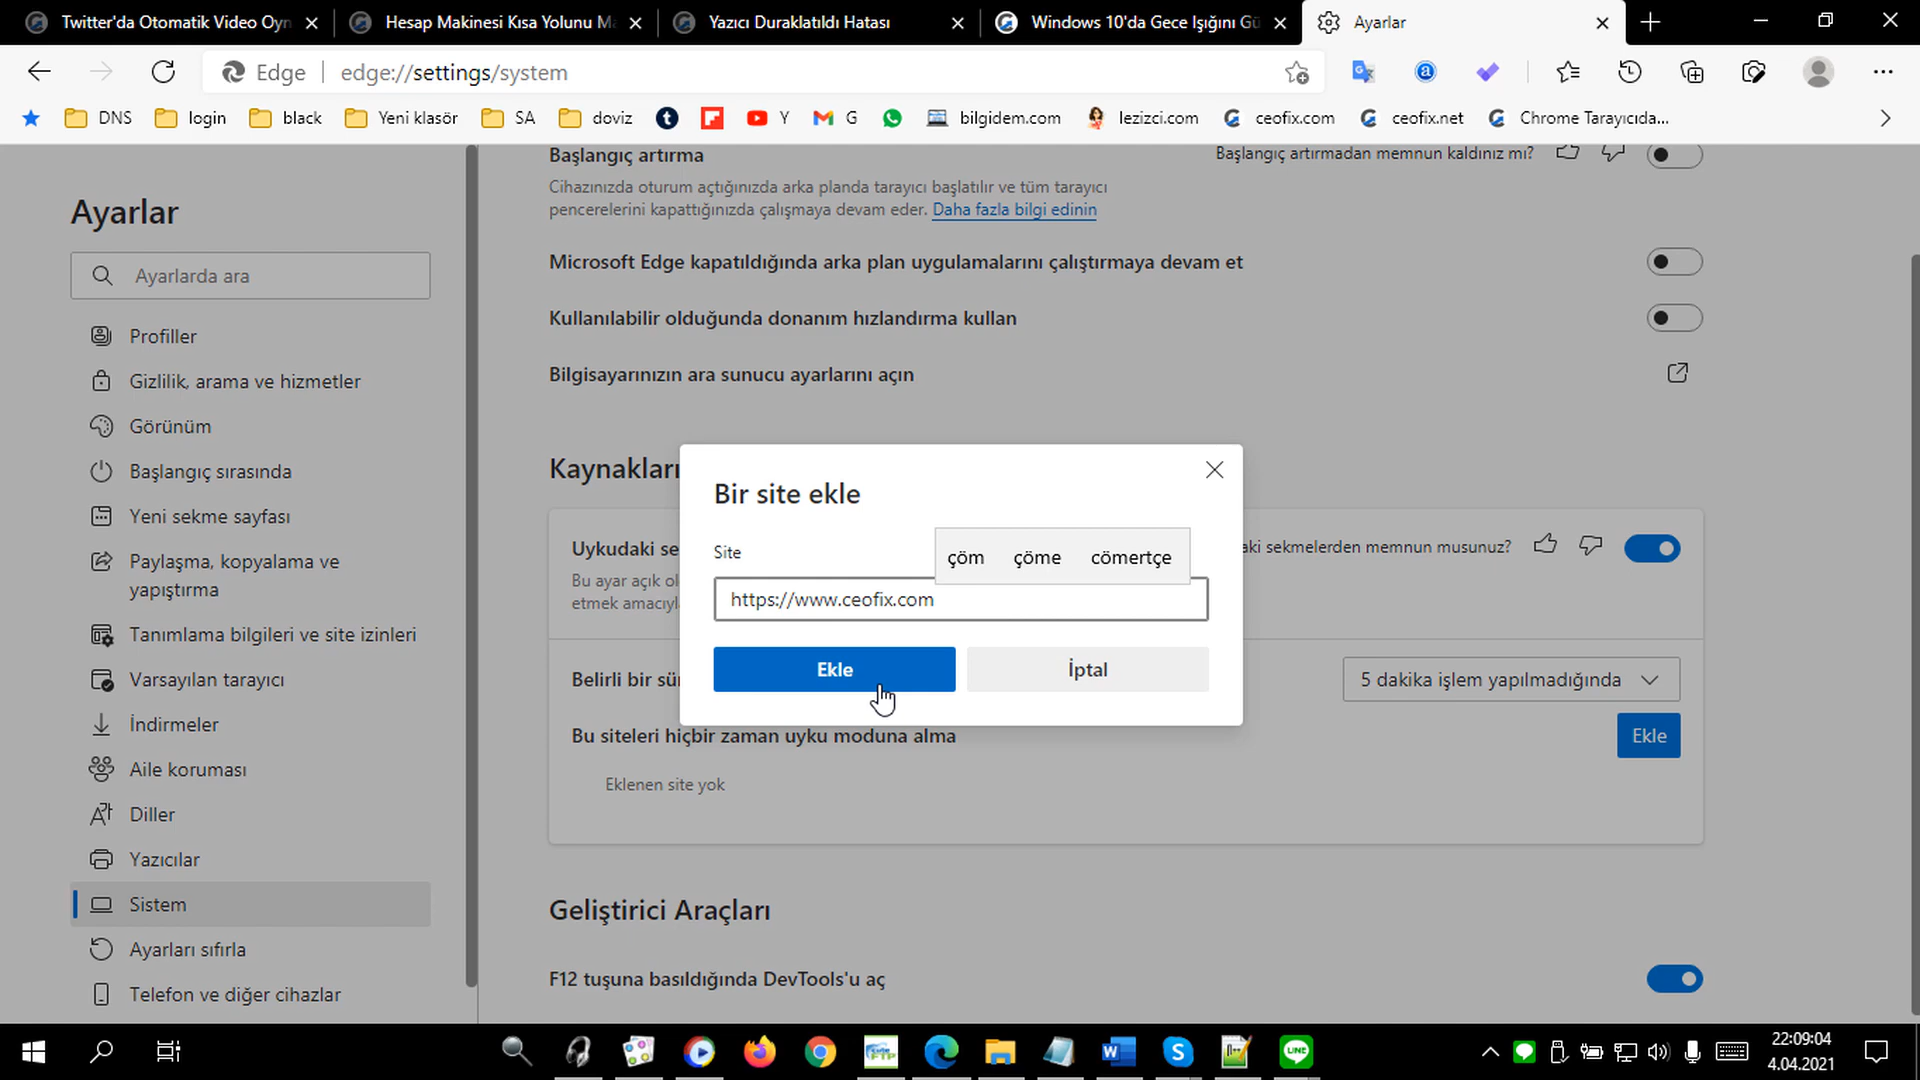 Twitter'da Otomatik Video Oyn
Hesap Makinesi Kısa Yolunu Ma
Yazıcı Duraklatıldı Hatası
Windows 10'da Gece Işığını Gü
Ayarlar
Edge
edge://settings/system
DNS
login
black
Yeni klasör
SA
doviz
Y
G
bilgidem.com
lezizci.com
ceofix.com
ceofix.net
Chrome Tarayıcıda...
Ayarlar
Ayarlarda ara
Profiller
Gizlilik, arama ve hizmetler
Görünüm
Başlangıç sırasında
Yeni sekme sayfası
Paylaşma, kopyalama ve
yapıştırma
Tanımlama bilgileri ve site izinleri
Varsayılan tarayıcı
İndirmeler
Aile koruması
Diller
Yazıcılar
Sistem
Ayarları sıfırla
Telefon ve diğer cihazlar
Başlangıç artırma
Başlangıç artırmadan memnun kaldınız mı?
Cihazınızda oturum açtığınızda arka planda tarayıcı başlatılır ve tüm tarayıcı
pencerelerini kapattığınızda çalışmaya devam eder. Daha fazla bilgi edinin
Microsoft Edge kapatıldığında arka plan uygulamalarını çalıştırmaya devam et
Kullanılabilir olduğunda donanım hızlandırma kullan
Bilgisayarınızın ara sunucu ayarlarını açın
Kaynakları
Uykudaki se
aki sekmelerden memnun musunuz?
Bu ayar açık ol
etmek amacıyla
Belirli bir sür
5 dakika işlem yapılmadığında
Bu siteleri hiçbir zaman uyku moduna alma
Ekle
Eklenen site yok
Bir site ekle
Site
çöm çöme cömertçe
https://www.ceofix.com
Ekle
İptal
Geliştirici Araçları
F12 tuşuna basıldığında DevTools'u aç
22:09:04
4.04.2021